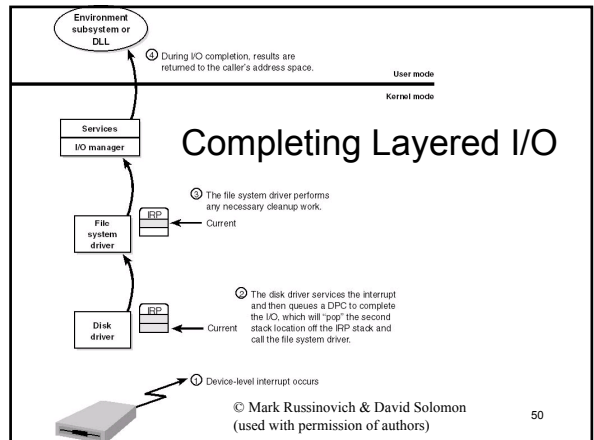 Environment
subsystem or
DLL
④ During I/O completion, results are
returned to the caller's address space.
User mode
Kernel mode
Services
I/O manager
Completing Layered I/O
③ The file system driver performs
any necessary cleanup work.
IRP
Current
File
system
driver
② The disk driver services the interrupt
and then queues a DPC to complete
the I/O, which will “pop” the second
stack location off the IRP stack and
call the file system driver.
IRP
Current
Disk
driver
① Device-level interrupt occurs
© Mark Russinovich & David Solomon
(used with permission of authors)
50